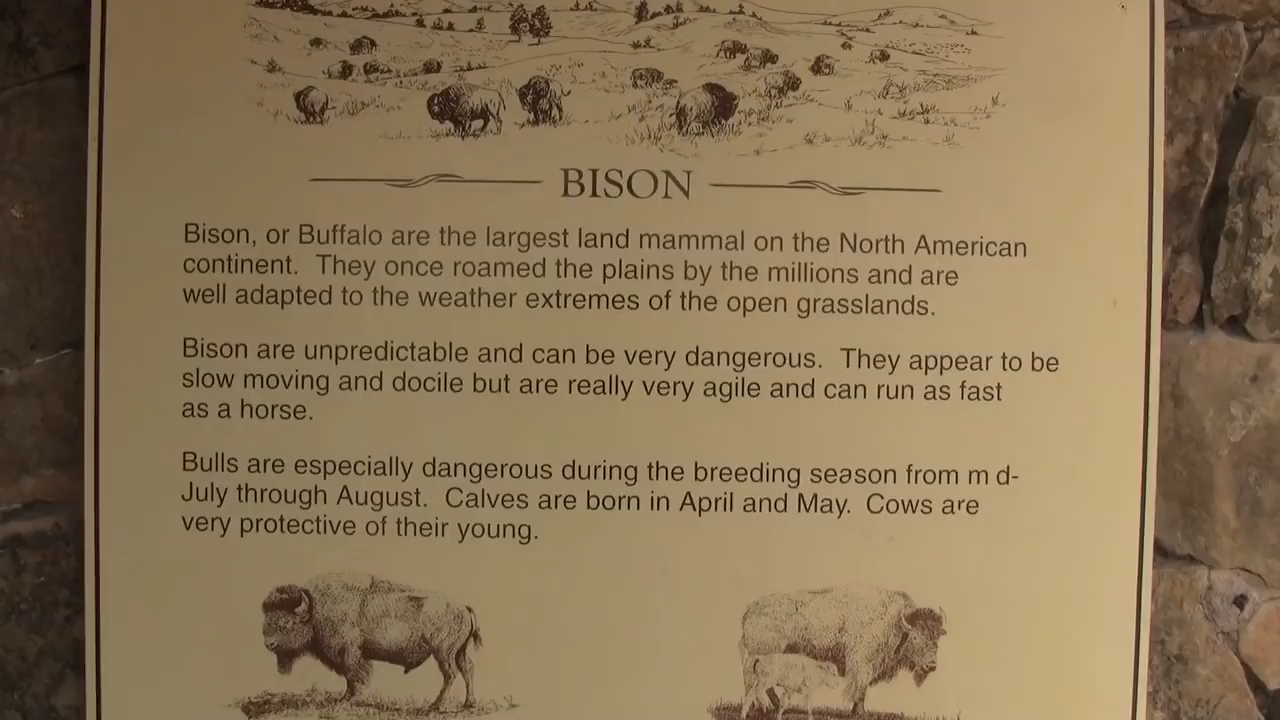 BISON
Bison, or Buffalo are the largest land mammal on the North American
continent. They once roamed the plains by the millions and are
well adapted to the weather extremes of the open grasslands.
Bison are unpredictable and can be very dangerous. They appear to be
slow moving and docile but are really very agile and can run as fast
as a horse.
Bulls are especially dangerous during the breeding season from m d-
July through August. Calves are born in April and May. Cows are
very protective of their young.